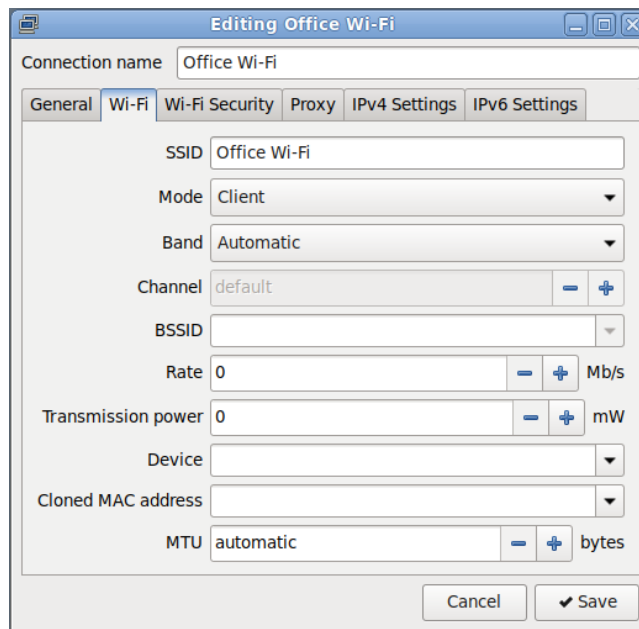 Editing Office Wi-Fi
Connection name Office Wi-Fi
General Wi-Fi Wi-Fi Security Proxy IPv4 Settings IPv6 Settings
SSID Office Wi-Fi
Mode Client
Band Automatic
Channel default
BSSID
Rate 0 Mb/s
Transmission power 0 mW
Device
Cloned MAC address
MTU automatic bytes
Cancel Save